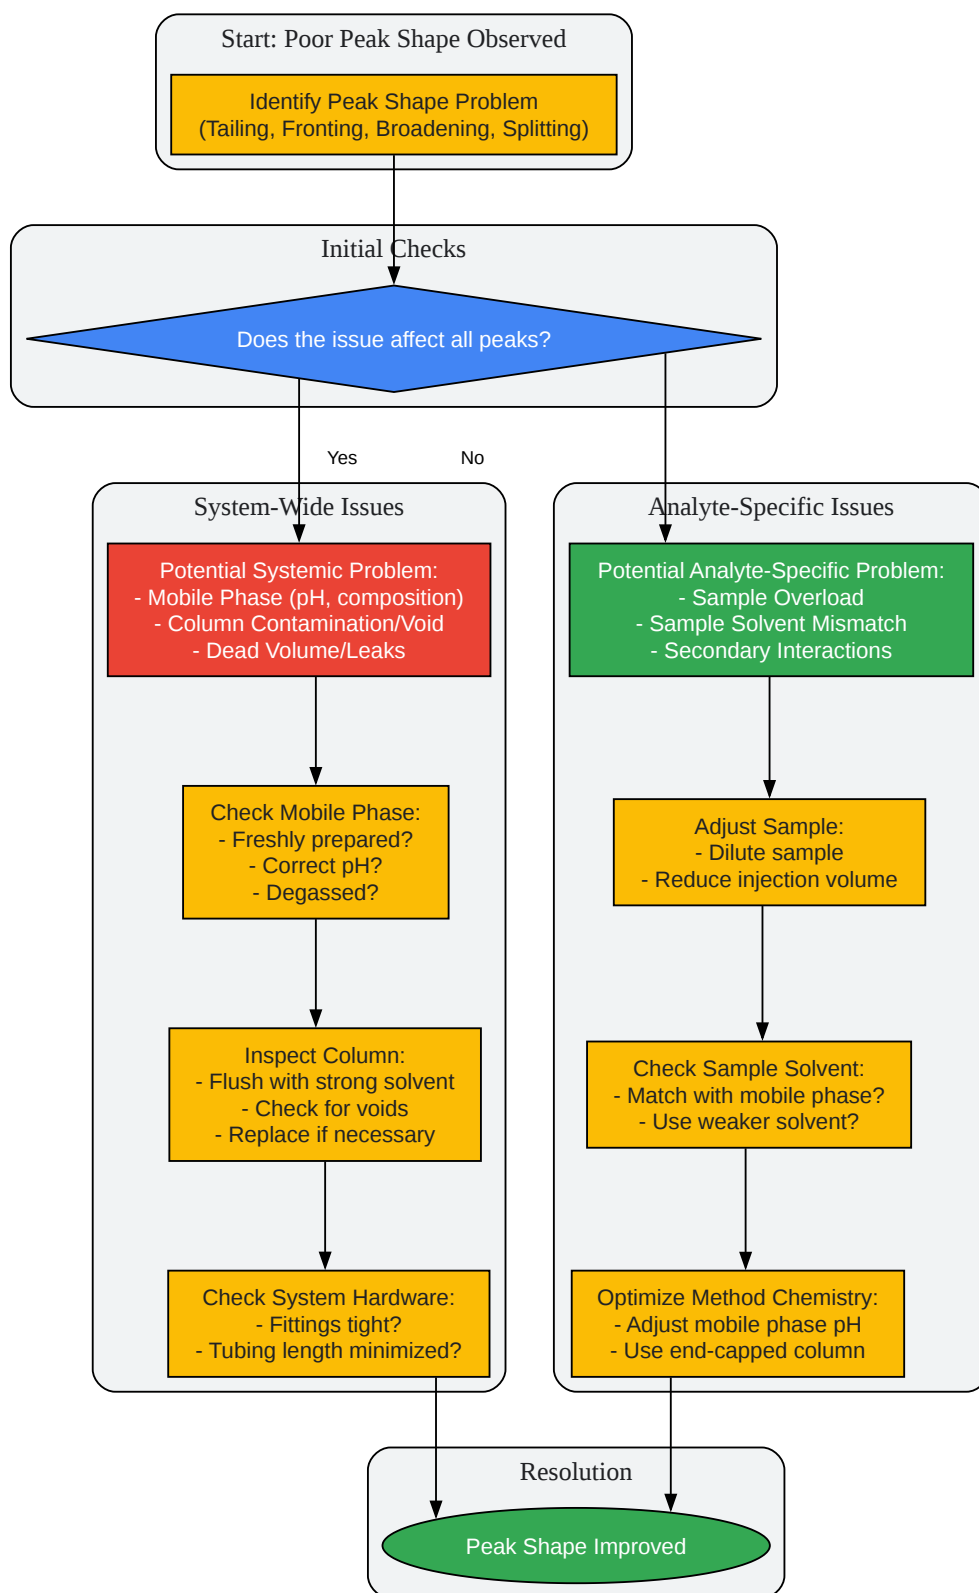 Start: Poor Peak Shape Observed
Identify Peak Shape Problem
(Tailing, Fronting, Broadening, Splitting)
Initial Checks
Does the issue affect all peaks?
Yes
No
System-Wide Issues
Potential Systemic Problem:
- Mobile Phase (pH, composition)
- Column Contamination/Void
- Dead Volume/Leaks
Check Mobile Phase:
- Freshly prepared?
- Correct pH?
- Degassed?
Inspect Column:
- Flush with strong solvent
- Check for voids
- Replace if necessary
Check System Hardware:
- Fittings tight?
- Tubing length minimized?
Analyte-Specific Issues
Potential Analyte-Specific Problem:
- Sample Overload
- Sample Solvent Mismatch
- Secondary Interactions
Adjust Sample:
- Dilute sample
- Reduce injection volume
Check Sample Solvent:
- Match with mobile phase?
- Use weaker solvent?
Optimize Method Chemistry:
- Adjust mobile phase pH
- Use end-capped column
Resolution
Peak Shape Improved